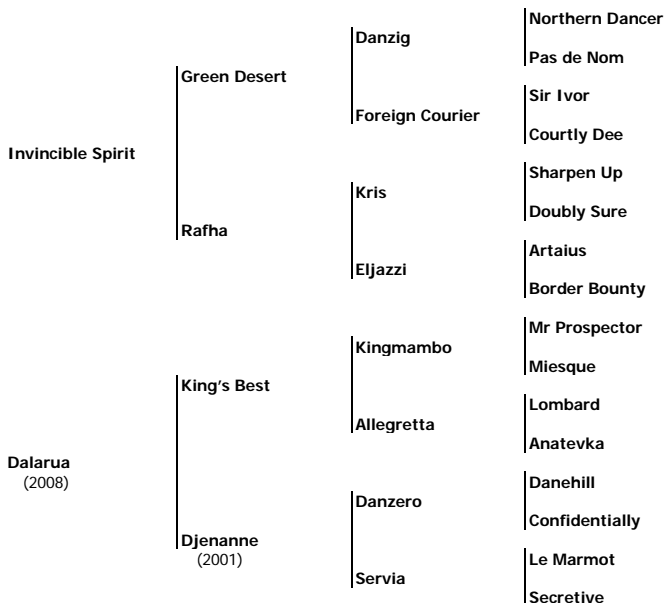 Northern Dancer
Danzig
Pas de Nom
Green Desert
Sir Ivor
Foreign Courier
Courtly Dee
Invincible Spirit
Sharpen Up
Kris
Doubly Sure
Rafha
Artaius
Eljazzi
Border Bounty
Mr Prospector
Kingmambo
Miesque
King's Best
Lombard
Allegretta
Anatevka
Dalarua
(2008)
Danehill
Danzero
Confidentially
Djenanne
(2001)
Le Marmot
Servia
Secretive